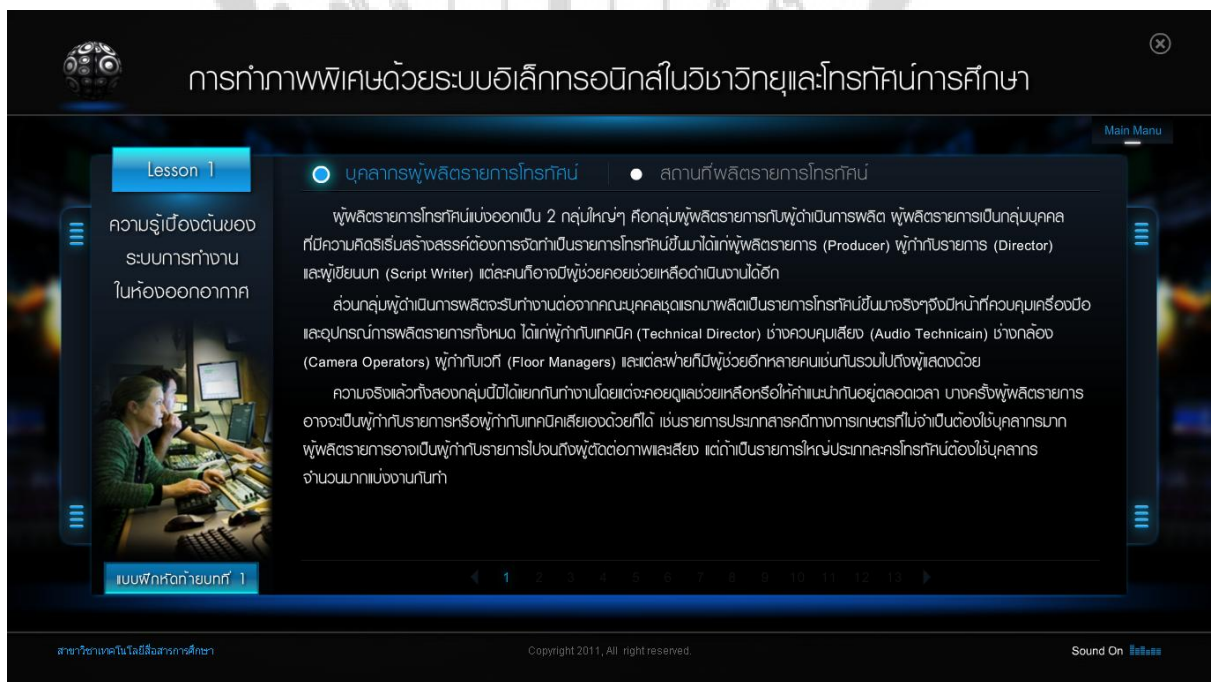 การทำภาพพิเศษด้วยระบบอิเล็กทรอนิกส์ในวิชาวิทยุและโทรทัศน์การศึกษา
Main Manu
Lesson 1
ความรู้เบื้องต้นของ
ระบบการทำงาน
ในห้องออกอากาศ
แบบฝึกหัดท้ายบทที่ 1
บุคลากรผู้ผลิตรายการโทรทัศน์
สถานที่ผลิตรายการโทรทัศน์
ผู้ผลิตรายการโทรทัศน์แบ่งออกเป็น 2 กลุ่มใหญ่ๆ คือกลุ่มผู้ผลิตรายการกับผู้ดำเนินการผลิต ผู้ผลิตรายการเป็นกลุ่มบุคคล
ที่มีความคิดริเริ่มสร้างสรรค์ต้องการจัดทำเป็นรายการโทรทัศน์ขึ้นมาได้แก่ผู้ผลิตรายการ (Producer) ผู้กำกับรายการ (Director)
และผู้เขียนบท (Script Writer) แต่ละคนก็อาจมีผู้ช่วยคอยช่วยเหลือดำเนินงานได้อีก
ส่วนกลุ่มผู้ดำเนินการผลิตจะรับทำงานต่อจากคณะบุคคลชุดแรกมาผลิตเป็นรายการโทรทัศน์ขึ้นมาจริงๆจึงมีหน้าที่ควบคุมเครื่องมือ
และอุปกรณ์การผลิตรายการทั้งหมด ได้แก่ผู้กำกับเทคนิค (Technical Director) ช่างควบคุมเสียง (Audio Technicain) ช่างกล้อง
(Camera Operators) ผู้กำกับเวที (Floor Managers) และแต่ละฝ่ายก็มีผู้ช่วยอีกหลายคนเช่นกันรวมไปถึงผู้แสดงด้วย
ความจริงแล้วทั้งสองกลุ่มนี้มิได้แยกกันทำงานโดยแต่จะคอยดูแลช่วยเหลือหรือให้คำแนะนำกันอยู่ตลอดเวลา บางครั้งผู้ผลิตรายการ
อาจจะเป็นผู้กำกับรายการหรือผู้กำกับเทคนิคเสียเองด้วยก็ได้ เช่นรายการประเภทสารคดีทางการเกษตรที่ไม่จำเป็นต้องใช้บุคลากรมาก
ผู้ผลิตรายการอาจเป็นผู้กำกับรายการไปจนถึงผู้ตัดต่อภาพและเสียง แต่ถ้าเป็นรายการใหญ่ประเภทละครโทรทัศน์ต้องใช้บุคลากร
จำนวนมากแบ่งงานกันทำ
1 2 3 4 5 6 7 8 9 10 11 12 13
สาขาวิชาเทคโนโลยีสื่อสารการศึกษา
Copyright 2011, All right reserved.
Sound On